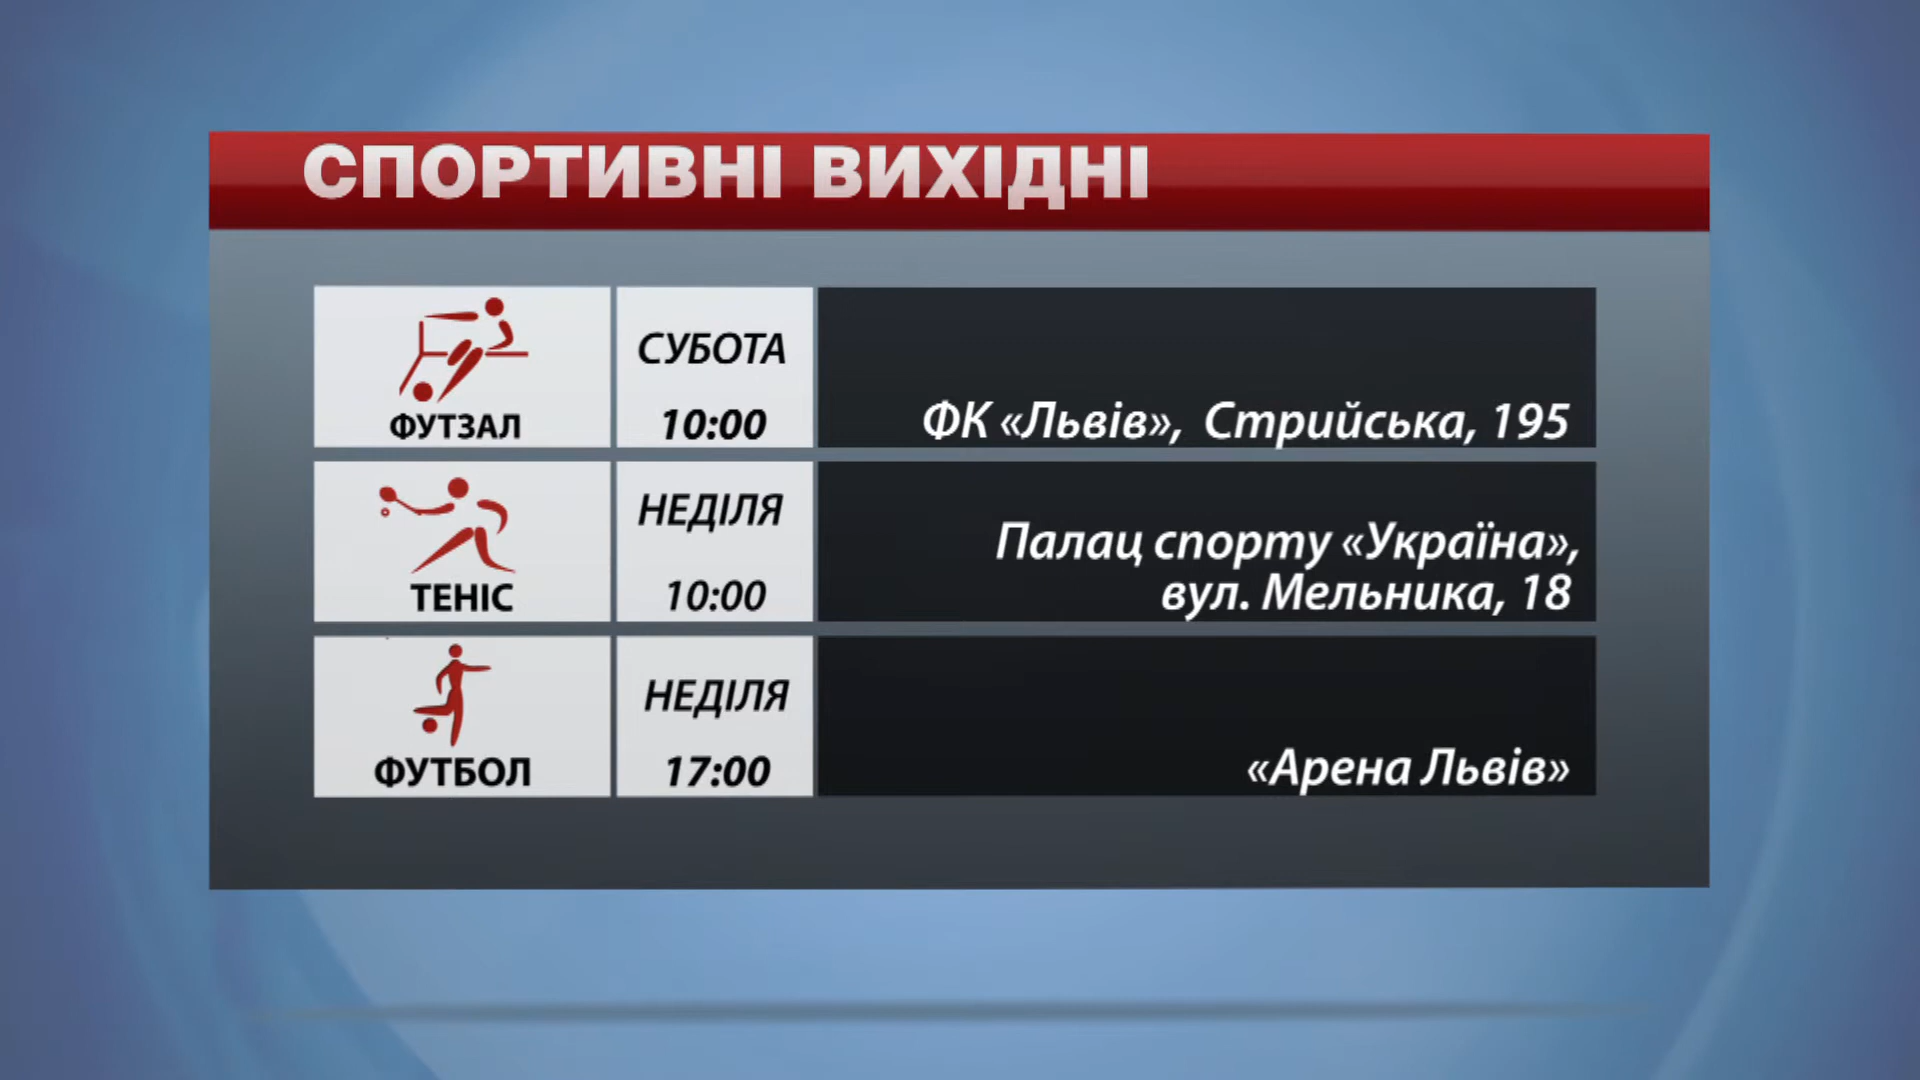 СПОРТИВНІ ВИХІДНІ
ФУТЗАЛ
СУБОТА
10:00
ФК «Львів», Стрийська, 195
ТЕНІС
НЕДІЛЯ
10:00
Палац спорту «Україна»,
вул. Мельника, 18
ФУТБОЛ
НЕДІЛЯ
17:00
«Арена Львів»